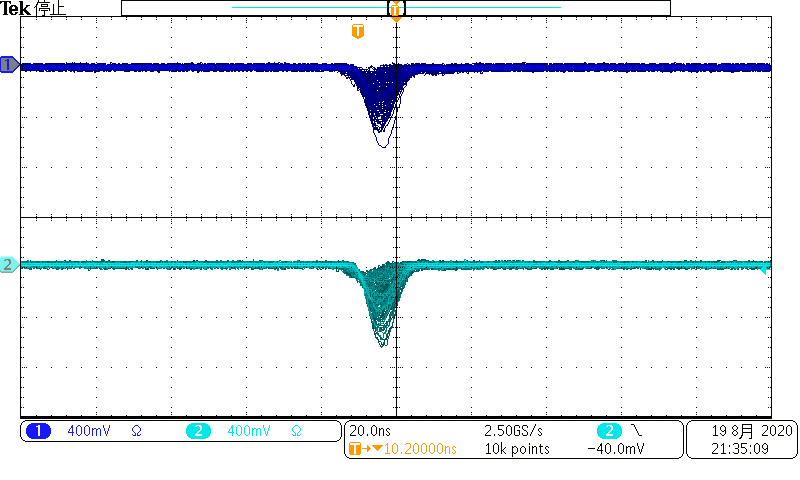 Tek 停止
T
T
1
2
1 400mV Ω 2 400mV Ω 20.0ns 2.50GS/s 2 19 8月 2020
T→▼10.20000ns 10k points −40.0mV 21:35:09